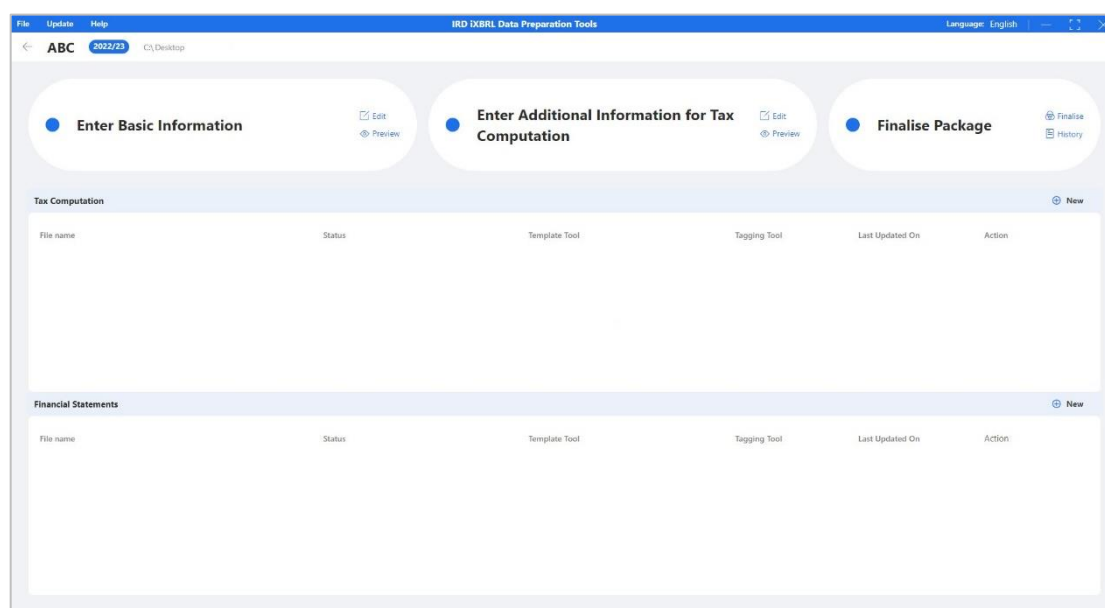 File Update Help IRD iXBRL Data Preparation Tools Language: English
ABC 2022/23 C:\Desktop
Enter Basic Information
Edit
Preview
Enter Additional Information for Tax
Computation
Edit
Preview
Finalise Package
Finalise
History
Tax Computation New
File name Status Template Tool Tagging Tool Last Updated On Action
Financial Statements New
File name Status Template Tool Tagging Tool Last Updated On Action